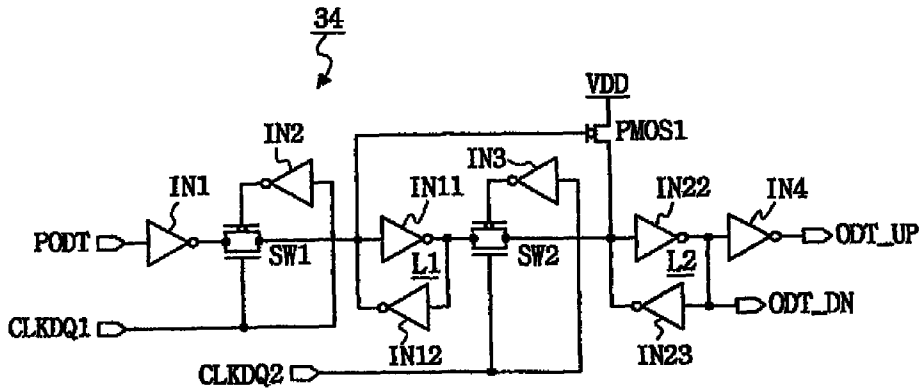 34
VDD
PMOS1
IN2
IN3
IN1
IN11
IN22
IN4
PODT
SW1
L1
SW2
L2
ODT_UP
CLKDQ1
IN12
IN23
ODT_DN
CLKDQ2